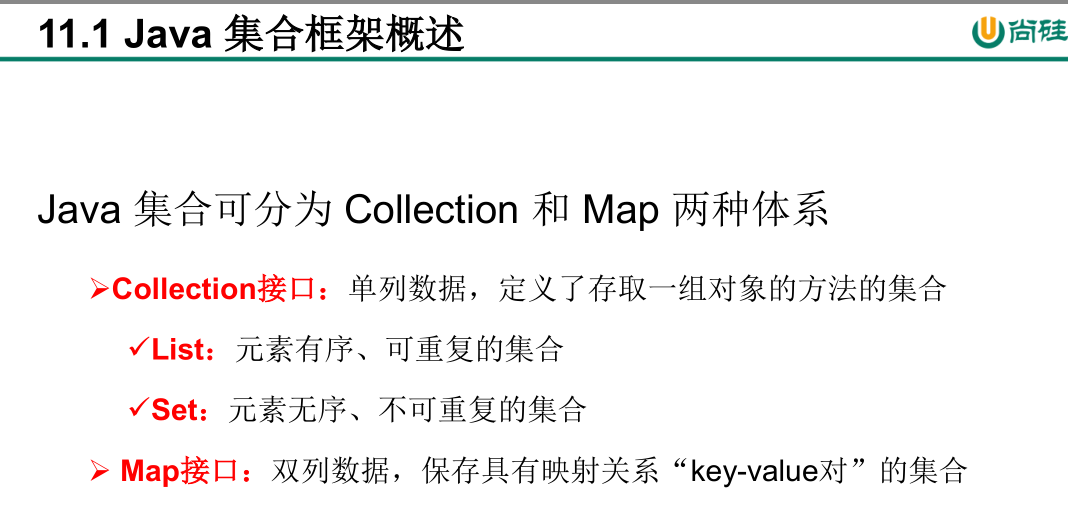 11.1 Java 集合框架概述
尚硅
Java 集合可分为 Collection 和 Map 两种体系
➢Collection接口：单列数据，定义了存取一组对象的方法的集合
✓List：元素有序、可重复的集合
✓Set：元素无序、不可重复的集合
➢ Map接口：双列数据，保存具有映射关系“key-value对”的集合